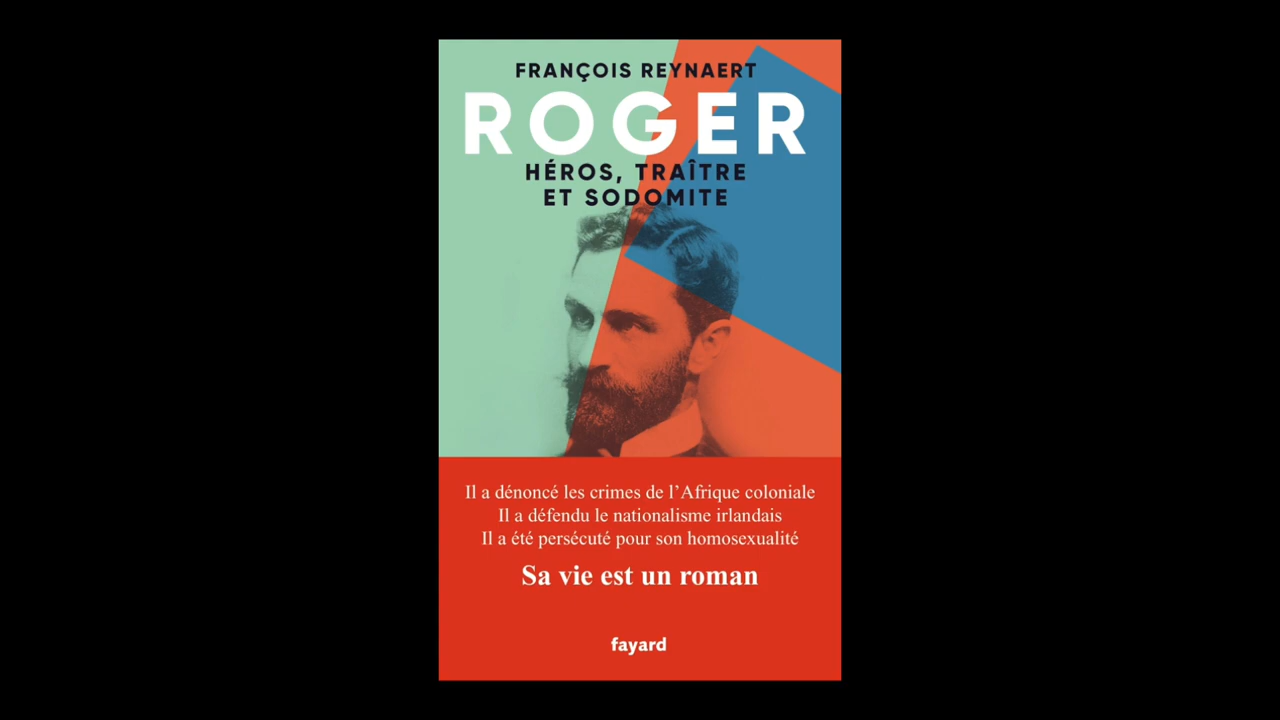 FRANÇOIS REYNAERT
ROGER
HÉROS, TRAÎTRE
ET SODOMITE
Il a dénoncé les crimes de l’Afrique coloniale
Il a défendu le nationalisme irlandais
Il a été persécuté pour son homosexualité
Sa vie est un roman
fayard